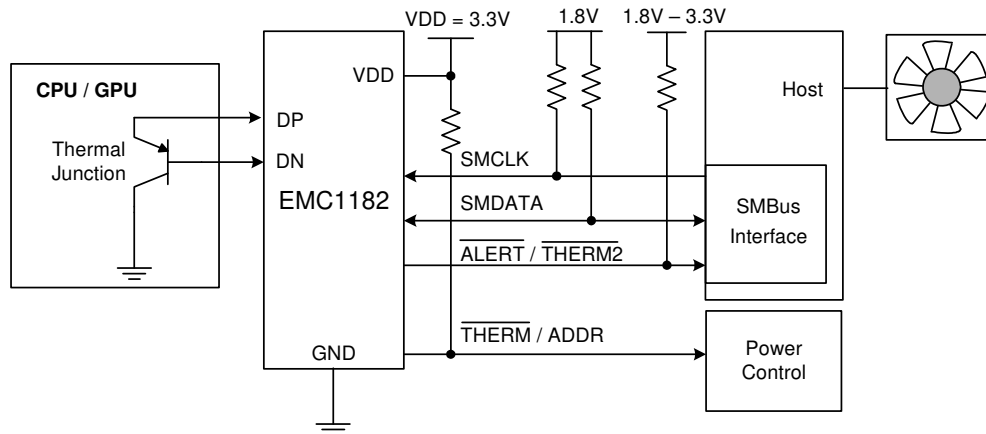 VDD = 3.3V
1.8V
1.8V – 3.3V
CPU / GPU
Thermal
Junction
DP
DN
VDD
EMC1182
GND
SMCLK
SMDATA
ALERT / THERM2
THERM / ADDR
Host
SMBus
Interface
Power
Control